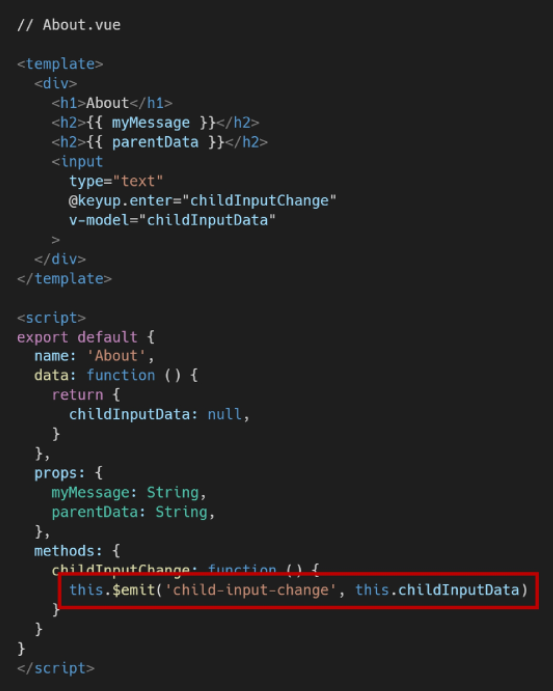 // About.vue
<template>
<div>
<h1>About</h1>
<h2>{{ myMessage }}</h2>
<h2>{{ parentData }}</h2>
<input
type="text"
@keyup.enter="childInputChange"
v-model="childInputData"
>
</div>
</template>
<script>
export default {
name: 'About',
data: function () {
return {
childInputData: null,
}
},
props: {
myMessage: String,
parentData: String,
},
methods: {
childInputChange: function () {
this.$emit('child-input-change', this.childInputData)
}
}
}
</script>